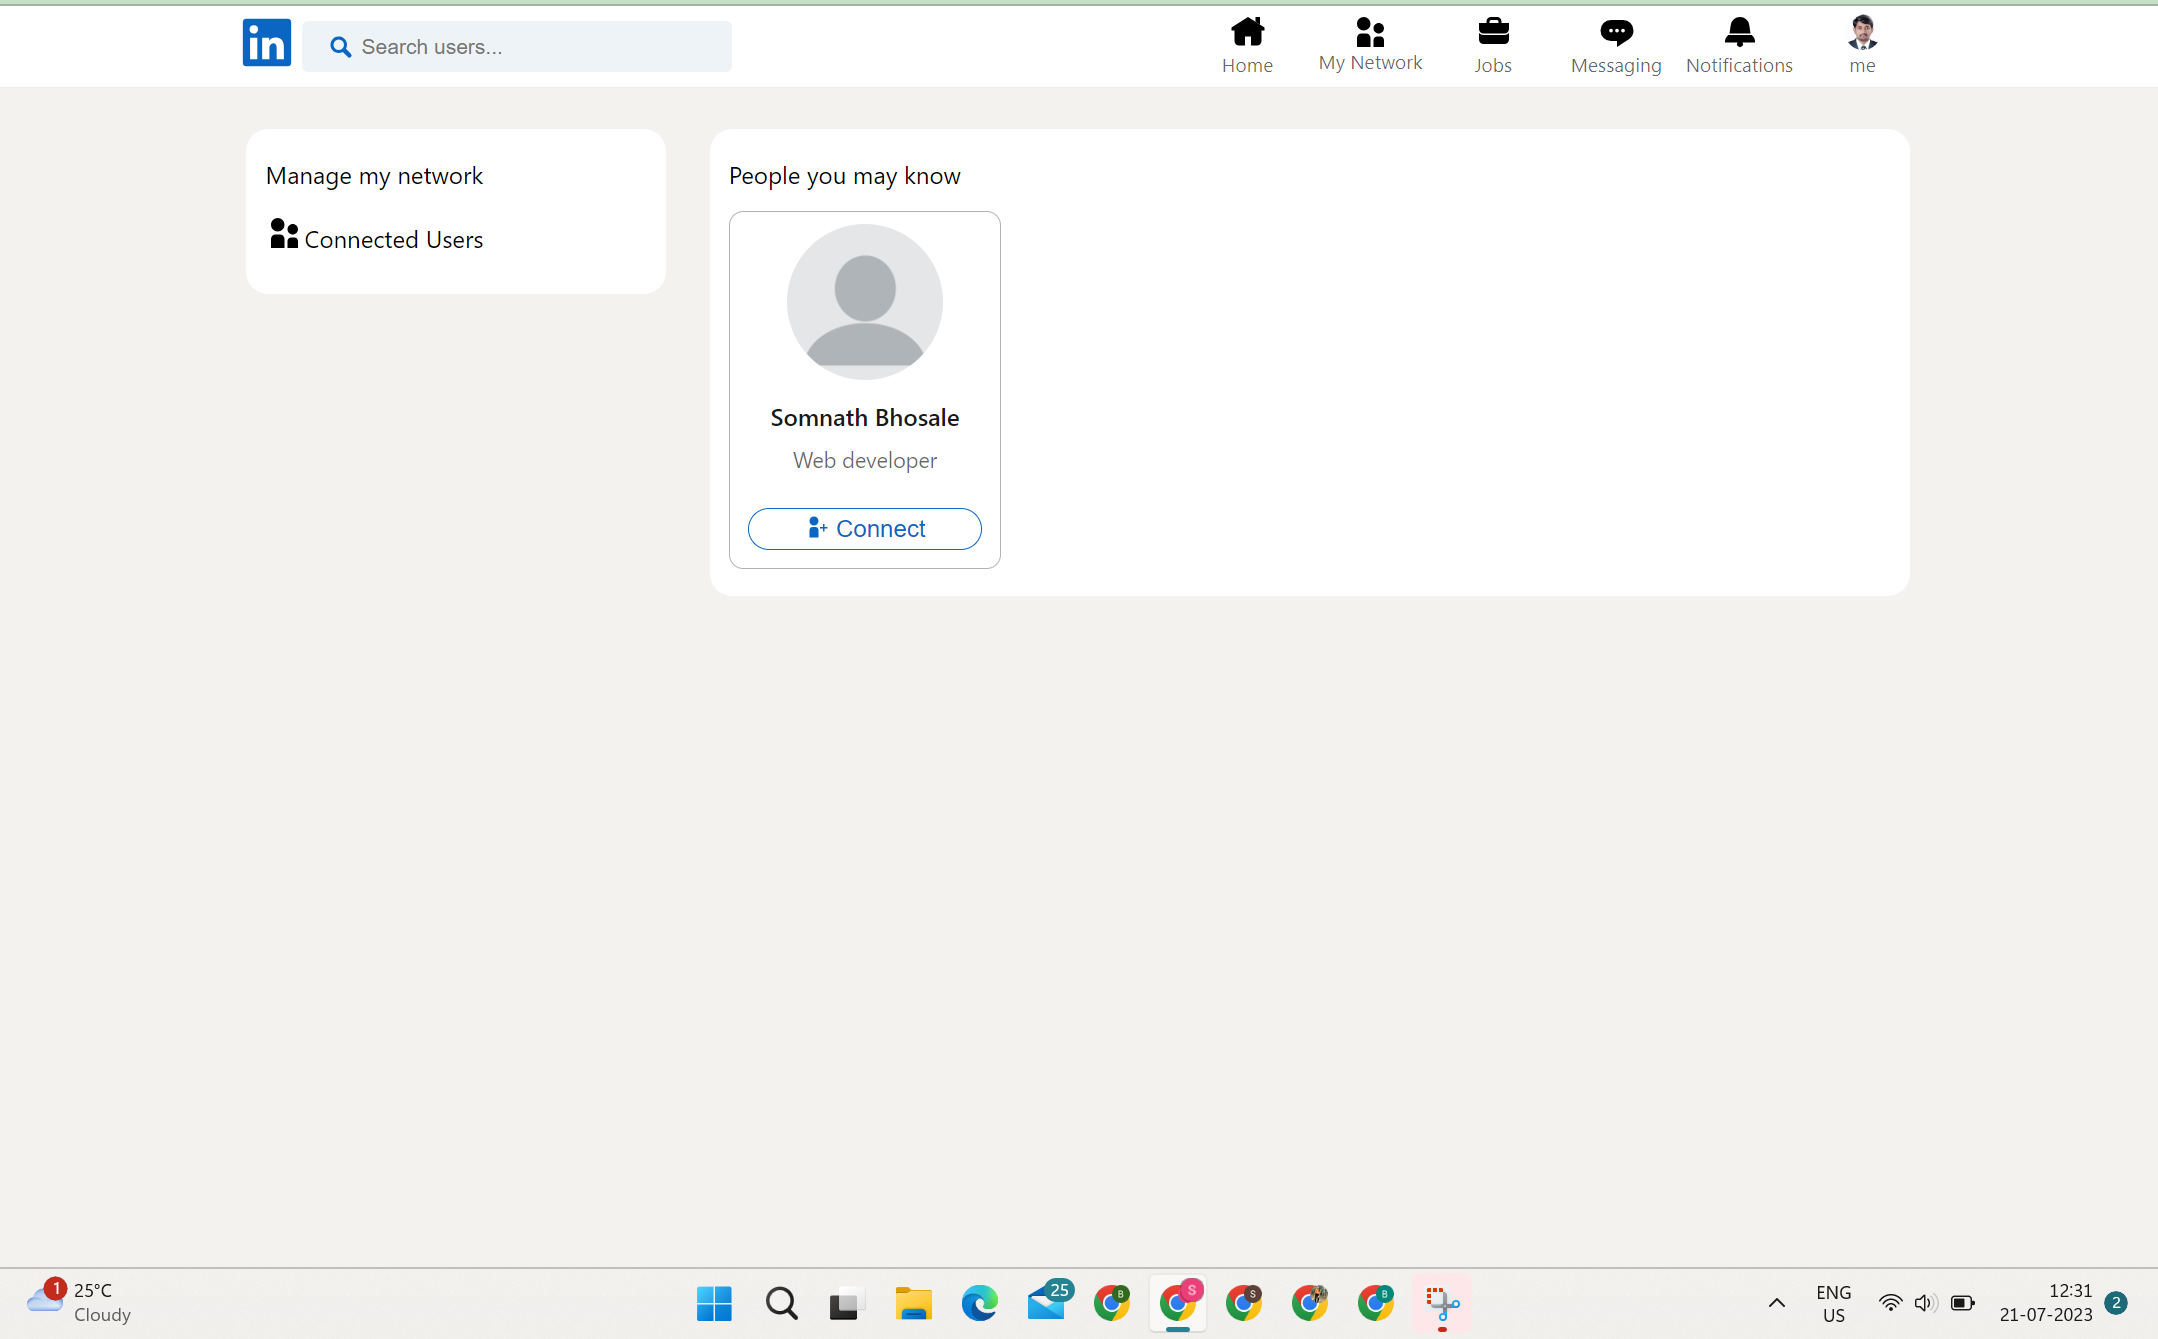 in
Search users...
Home
My Network
Jobs
Messaging
Notifications
me
Manage my network
Connected Users
People you may know
Somnath Bhosale
Web developer
Connect
1
25°C
Cloudy
25
B
S
S
B
ENG
US
12:31
21-07-2023
2